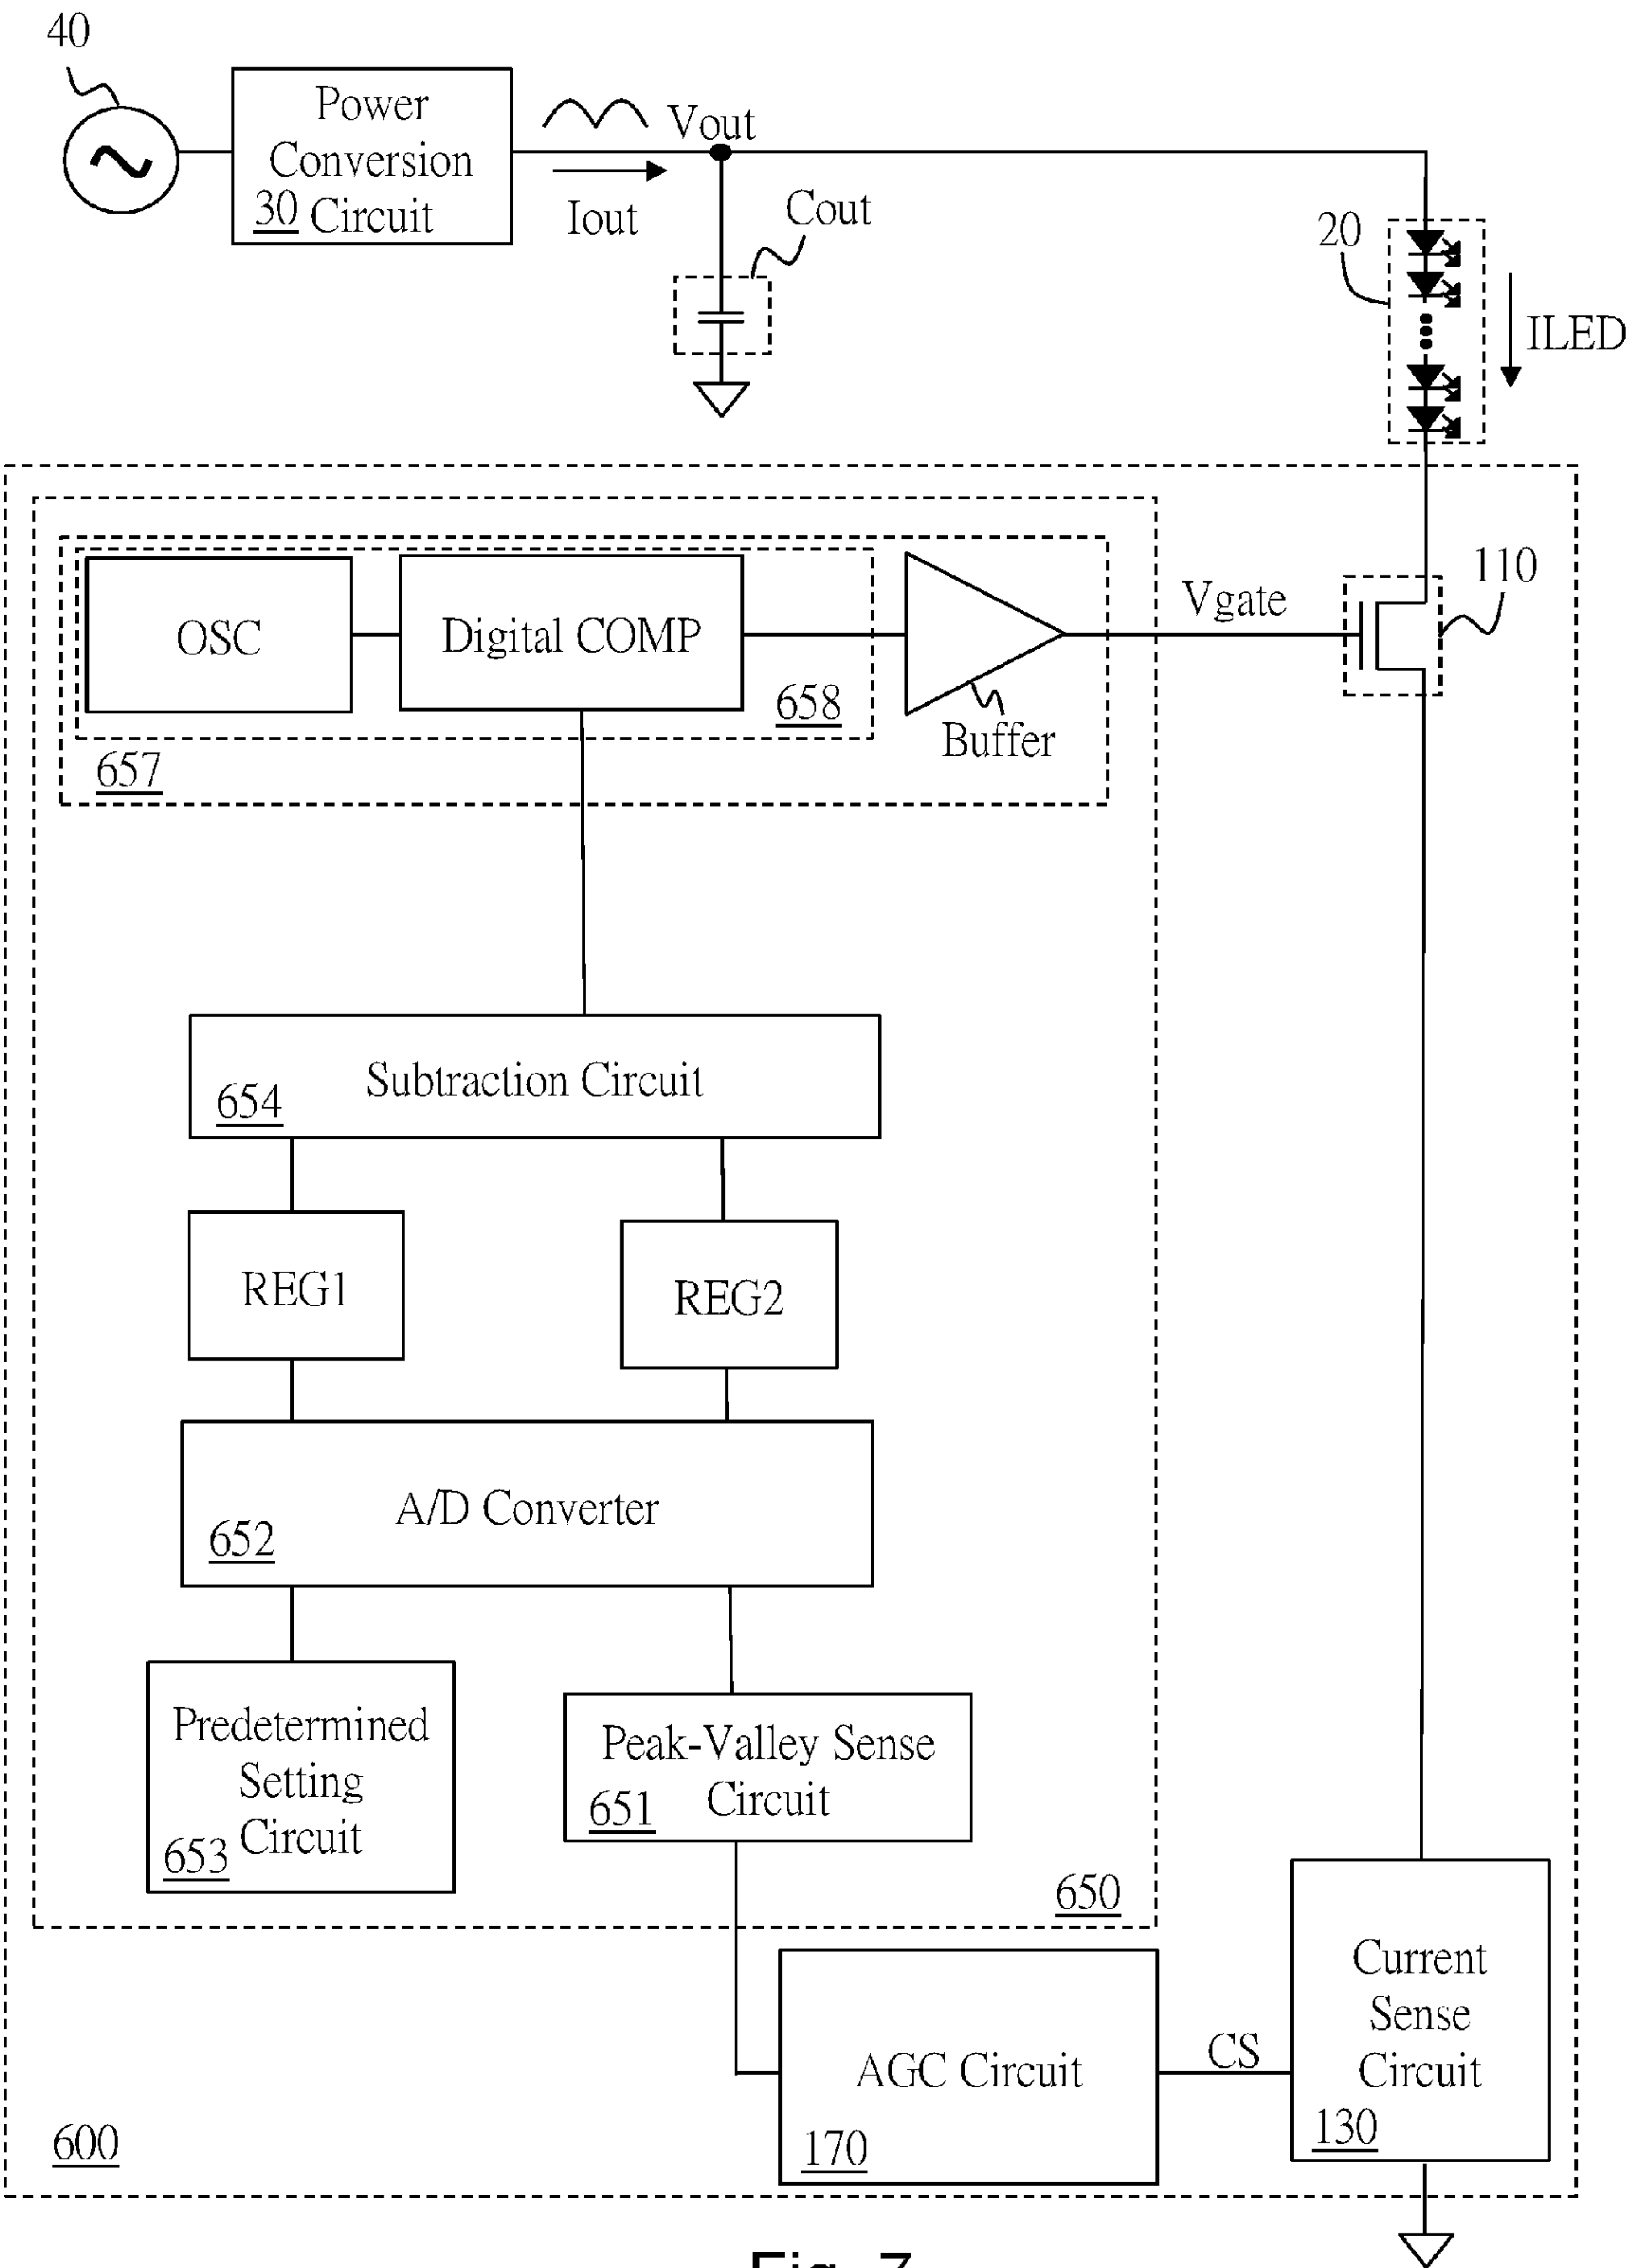 40
Power
Conversion
30 Circuit
Vout
Iout
Cout
20
ILED
OSC
Digital COMP
658
657
Buffer
Vgate
110
Subtraction Circuit
654
REG1
REG2
A/D Converter
652
Predetermined
Setting
Circuit
653
Peak-Valley Sense
Circuit
651
650
AGC Circuit
170
CS
Current
Sense
Circuit
130
600
Fig. 7